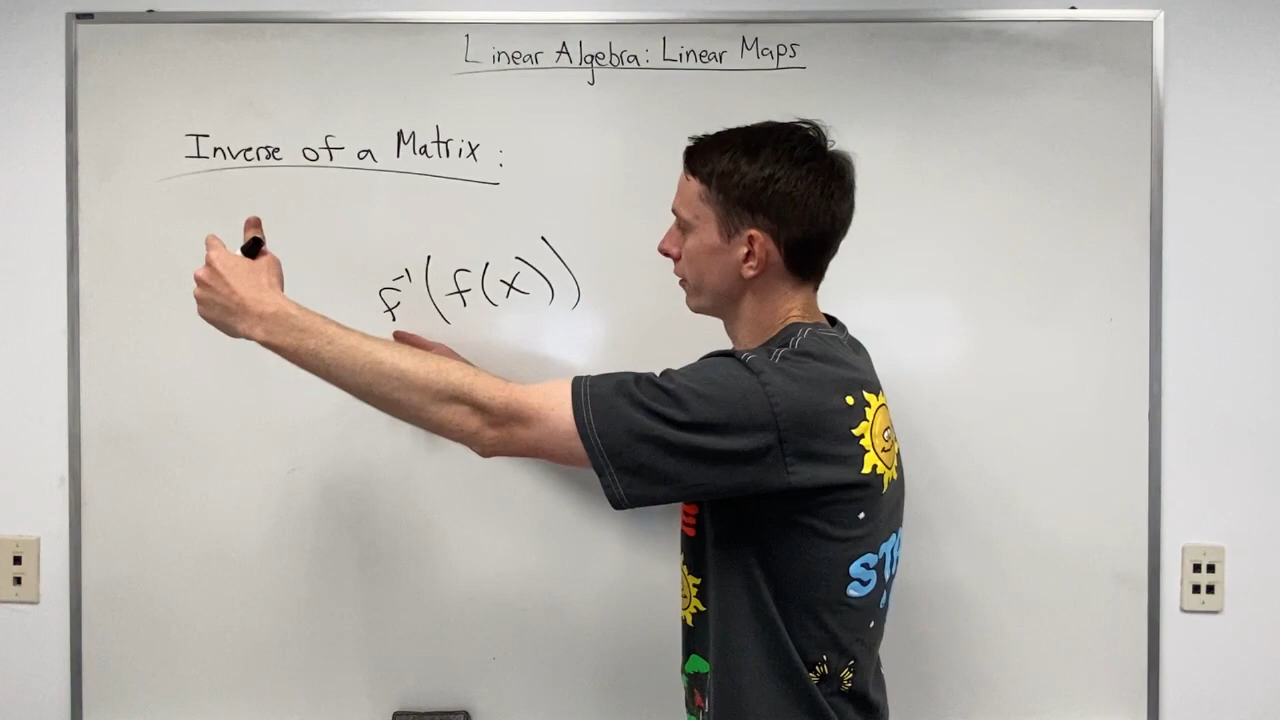 Linear Algebra: Linear Maps
Inverse of a Matrix:
f⁻¹(f(x))